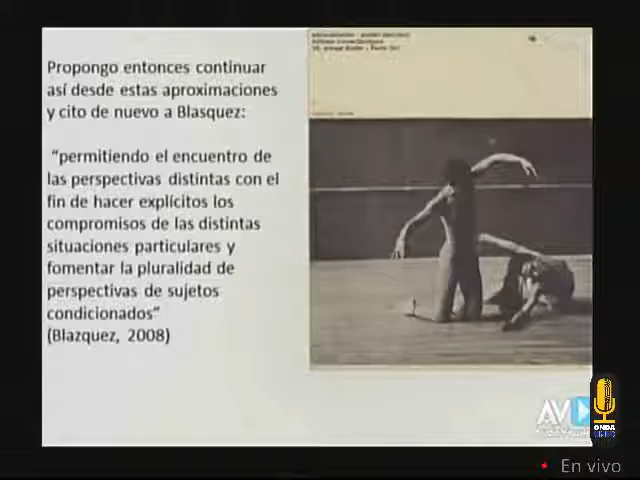 Propongo entonces continuar
así desde estas aproximaciones
y cito de nuevo a Blasquez:
"permitiendo el encuentro de
las perspectivas distintas con el
fin de hacer explícitos los
compromisos de las distintas
situaciones particulares y
fomentar la pluralidad de
perspectivas de sujetos
condicionados"
(Blazquez, 2008)
AV
ONDA
En vivo